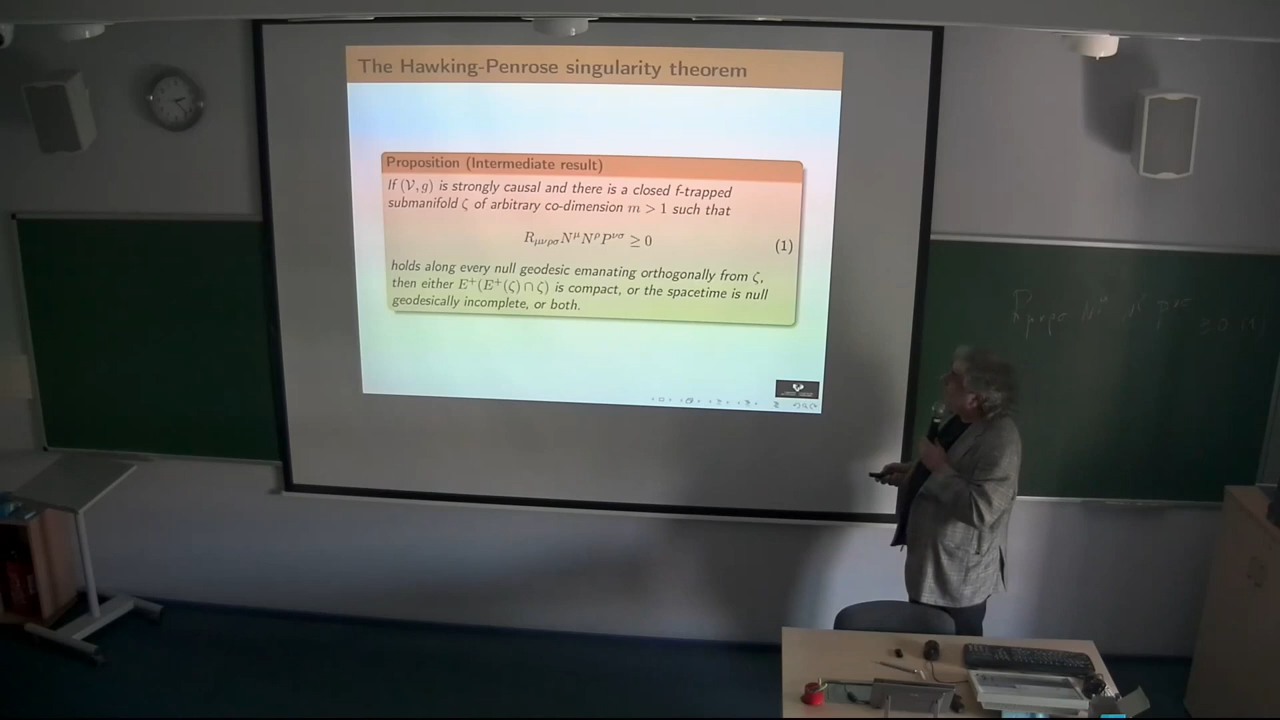 The Hawking-Penrose singularity theorem
Proposition (Intermediate result)
If (𝒱, g) is strongly causal and there is a closed f-trapped
submanifold ζ of arbitrary co-dimension m > 1 such that
R_{μνρσ}N^μN^ρP^{νσ} ≥ 0 (1)
holds along every null geodesic emanating orthogonally from ζ,
then either E⁺(E⁺(ζ) ∩ ζ) is compact, or the spacetime is null
geodesically incomplete, or both.